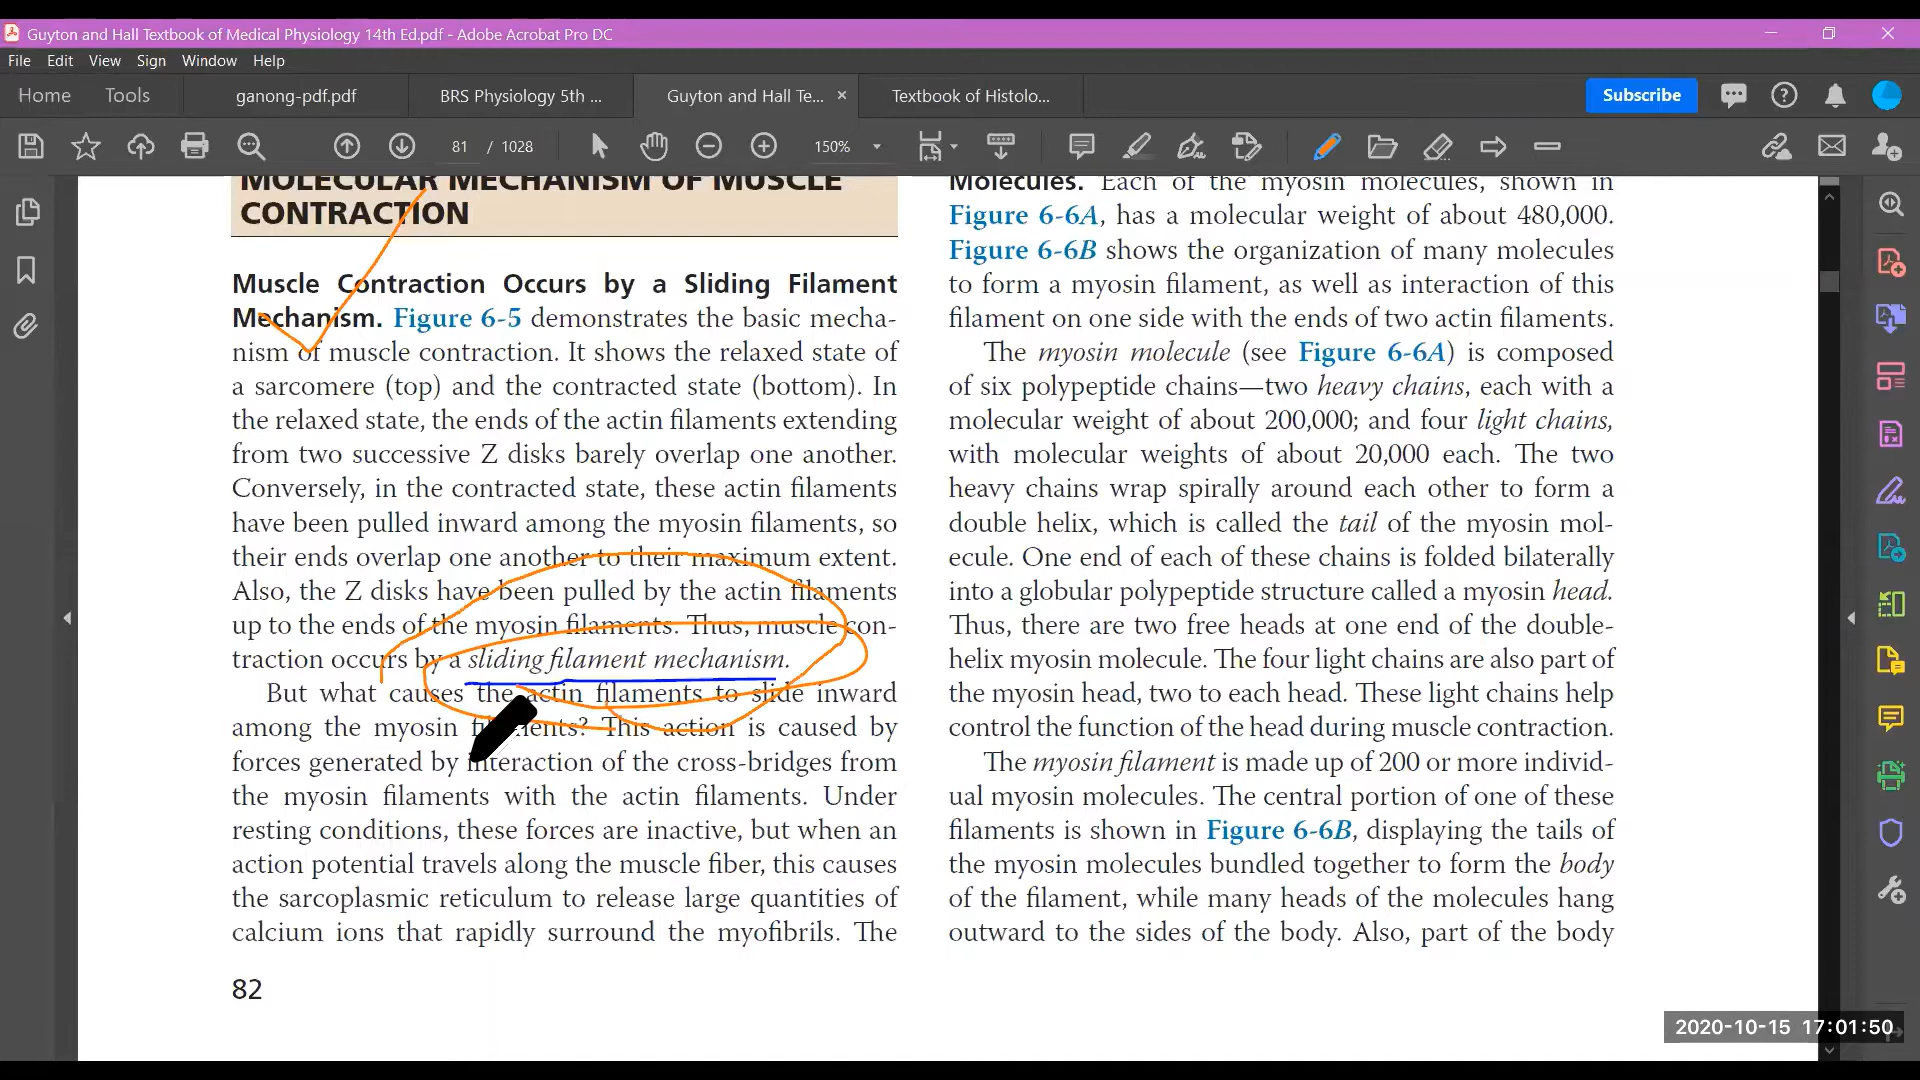 Guyton and Hall Textbook of Medical Physiology 14th Ed.pdf - Adobe Acrobat Pro DC
File Edit View Sign Window Help
Home Tools ganong-pdf.pdf BRS Physiology 5th ... Guyton and Hall Te... × Textbook of Histolo... Subscribe
81 / 1028 150%
MOLECULAR MECHANISM OF MUSCLE
CONTRACTION
Muscle Contraction Occurs by a Sliding Filament
Mechanism. Figure 6-5 demonstrates the basic mecha-
nism of muscle contraction. It shows the relaxed state of
a sarcomere (top) and the contracted state (bottom). In
the relaxed state, the ends of the actin filaments extending
from two successive Z disks barely overlap one another.
Conversely, in the contracted state, these actin filaments
have been pulled inward among the myosin filaments, so
their ends overlap one another to their maximum extent.
Also, the Z disks have been pulled by the actin filaments
up to the ends of the myosin filaments. Thus, muscle con-
traction occurs by a sliding filament mechanism.
But what causes the actin filaments to slide inward
among the myosin filaments? This action is caused by
forces generated by interaction of the cross-bridges from
the myosin filaments with the actin filaments. Under
resting conditions, these forces are inactive, but when an
action potential travels along the muscle fiber, this causes
the sarcoplasmic reticulum to release large quantities of
calcium ions that rapidly surround the myofibrils. The
82
Molecules. Each of the myosin molecules, shown in
Figure 6-6A, has a molecular weight of about 480,000.
Figure 6-6B shows the organization of many molecules
to form a myosin filament, as well as interaction of this
filament on one side with the ends of two actin filaments.
The myosin molecule (see Figure 6-6A) is composed
of six polypeptide chains—two heavy chains, each with a
molecular weight of about 200,000; and four light chains,
with molecular weights of about 20,000 each. The two
heavy chains wrap spirally around each other to form a
double helix, which is called the tail of the myosin mol-
ecule. One end of each of these chains is folded bilaterally
into a globular polypeptide structure called a myosin head.
Thus, there are two free heads at one end of the double-
helix myosin molecule. The four light chains are also part of
the myosin head, two to each head. These light chains help
control the function of the head during muscle contraction.
The myosin filament is made up of 200 or more individ-
ual myosin molecules. The central portion of one of these
filaments is shown in Figure 6-6B, displaying the tails of
the myosin molecules bundled together to form the body
of the filament, while many heads of the molecules hang
outward to the sides of the body. Also, part of the body
2020-10-15 17:01:50